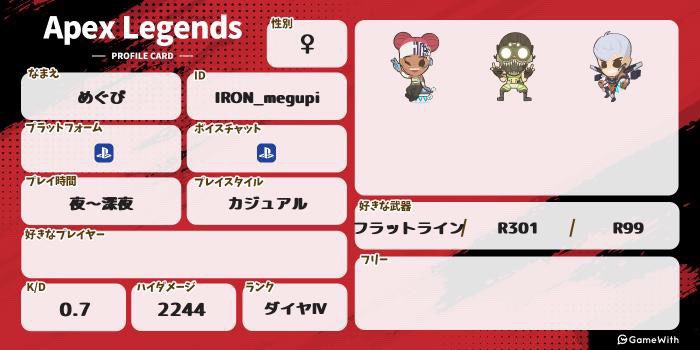 Apex Legends
PROFILE CARD
性別
♀
なまえ
めぐぴ
ID
IRON_megupi
プラットフォーム
ボイスチャット
プレイ時間
夜〜深夜
プレイスタイル
カジュアル
好きなプレイヤー
K/D
0.7
ハイダメージ
2244
ランク
ダイヤⅣ
好きな武器
フラットライン / R301 / R99
フリー
GameWith